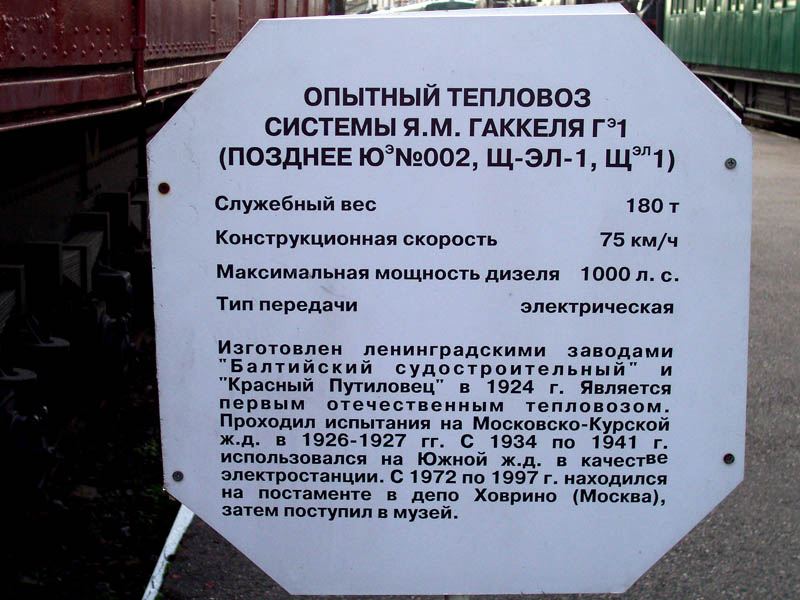 ОПЫТНЫЙ ТЕПЛОВОЗ
СИСТЕМЫ Я.М. ГАККЕЛЯ Гᶟ1
(ПОЗДНЕЕ ЮЭ№002, Щ-ЭЛ-1, ЩЭЛ1)
Служебный вес 180 т
Конструкционная скорость 75 км/ч
Максимальная мощность дизеля 1000 л. с.
Тип передачи электрическая
Изготовлен ленинградскими заводами
"Балтийский судостроительный" и
"Красный Путиловец" в 1924 г. Является
первым отечественным тепловозом.
Проходил испытания на Московско-Курской
ж.д. в 1926-1927 гг. С 1934 по 1941 г.
использовался на Южной ж.д. в качестве
электростанции. С 1972 по 1997 г. находился
на постаменте в депо Ховрино (Москва),
затем поступил в музей.